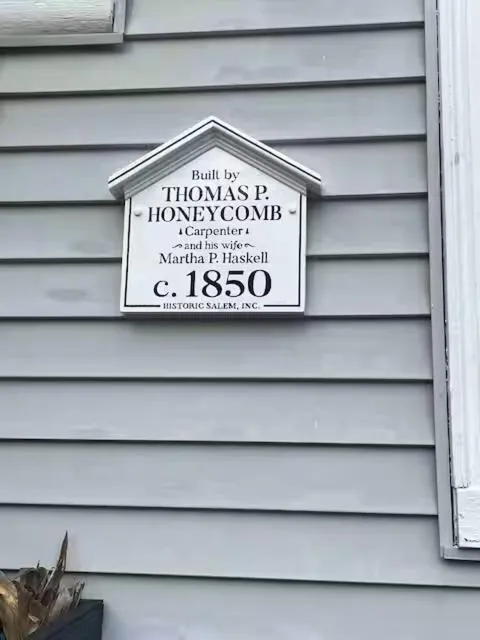 Built by
THOMAS P.
HONEYCOMB
Carpenter
and his wife
Martha P. Haskell
c. 1850
HISTORIC SALEM, INC.